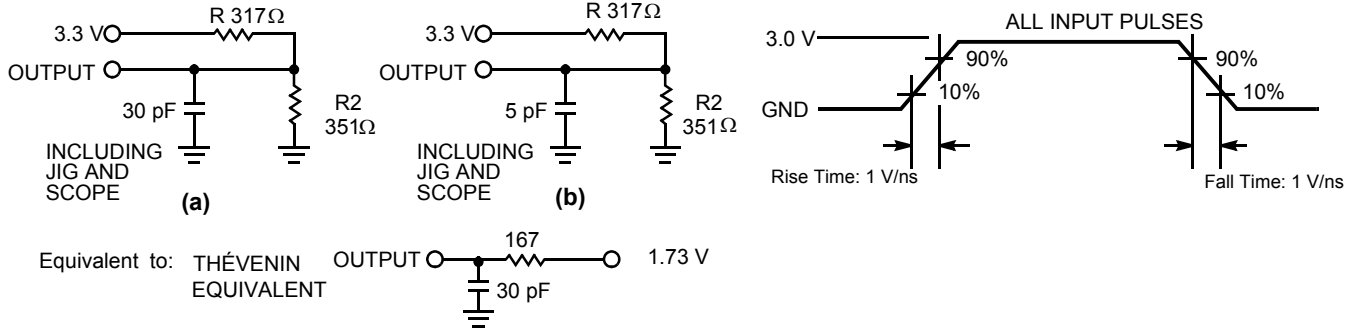 R 317Ω
3.3 V
OUTPUT
30 pF
R2
351Ω
INCLUDING
JIG AND
SCOPE
(a)
R 317Ω
3.3 V
OUTPUT
5 pF
R2
351Ω
INCLUDING
JIG AND
SCOPE
(b)
ALL INPUT PULSES
3.0 V
90%
10%
GND
90%
10%
Rise Time: 1 V/ns
Fall Time: 1 V/ns
Equivalent to: THÉVENIN
EQUIVALENT
OUTPUT
167
1.73 V
30 pF